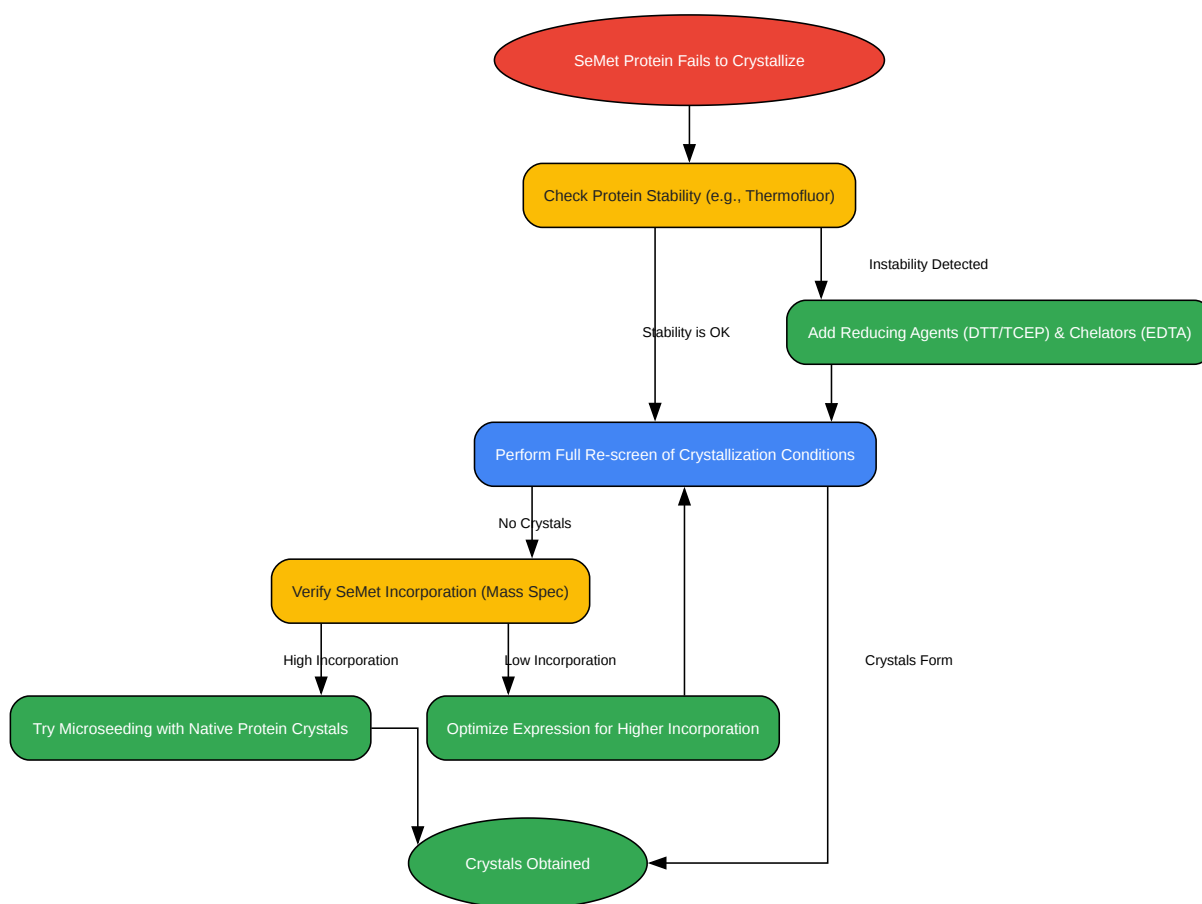 SeMet Protein Fails to Crystallize
Check Protein Stability (e.g., Thermofluor)
Instability Detected
Stability is OK
Add Reducing Agents (DTT/TCEP) & Chelators (EDTA)
Perform Full Re-screen of Crystallization Conditions
No Crystals
Verify SeMet Incorporation (Mass Spec)
High Incorporation
Low Incorporation
Crystals Form
Try Microseeding with Native Protein Crystals
Optimize Expression for Higher Incorporation
Crystals Obtained